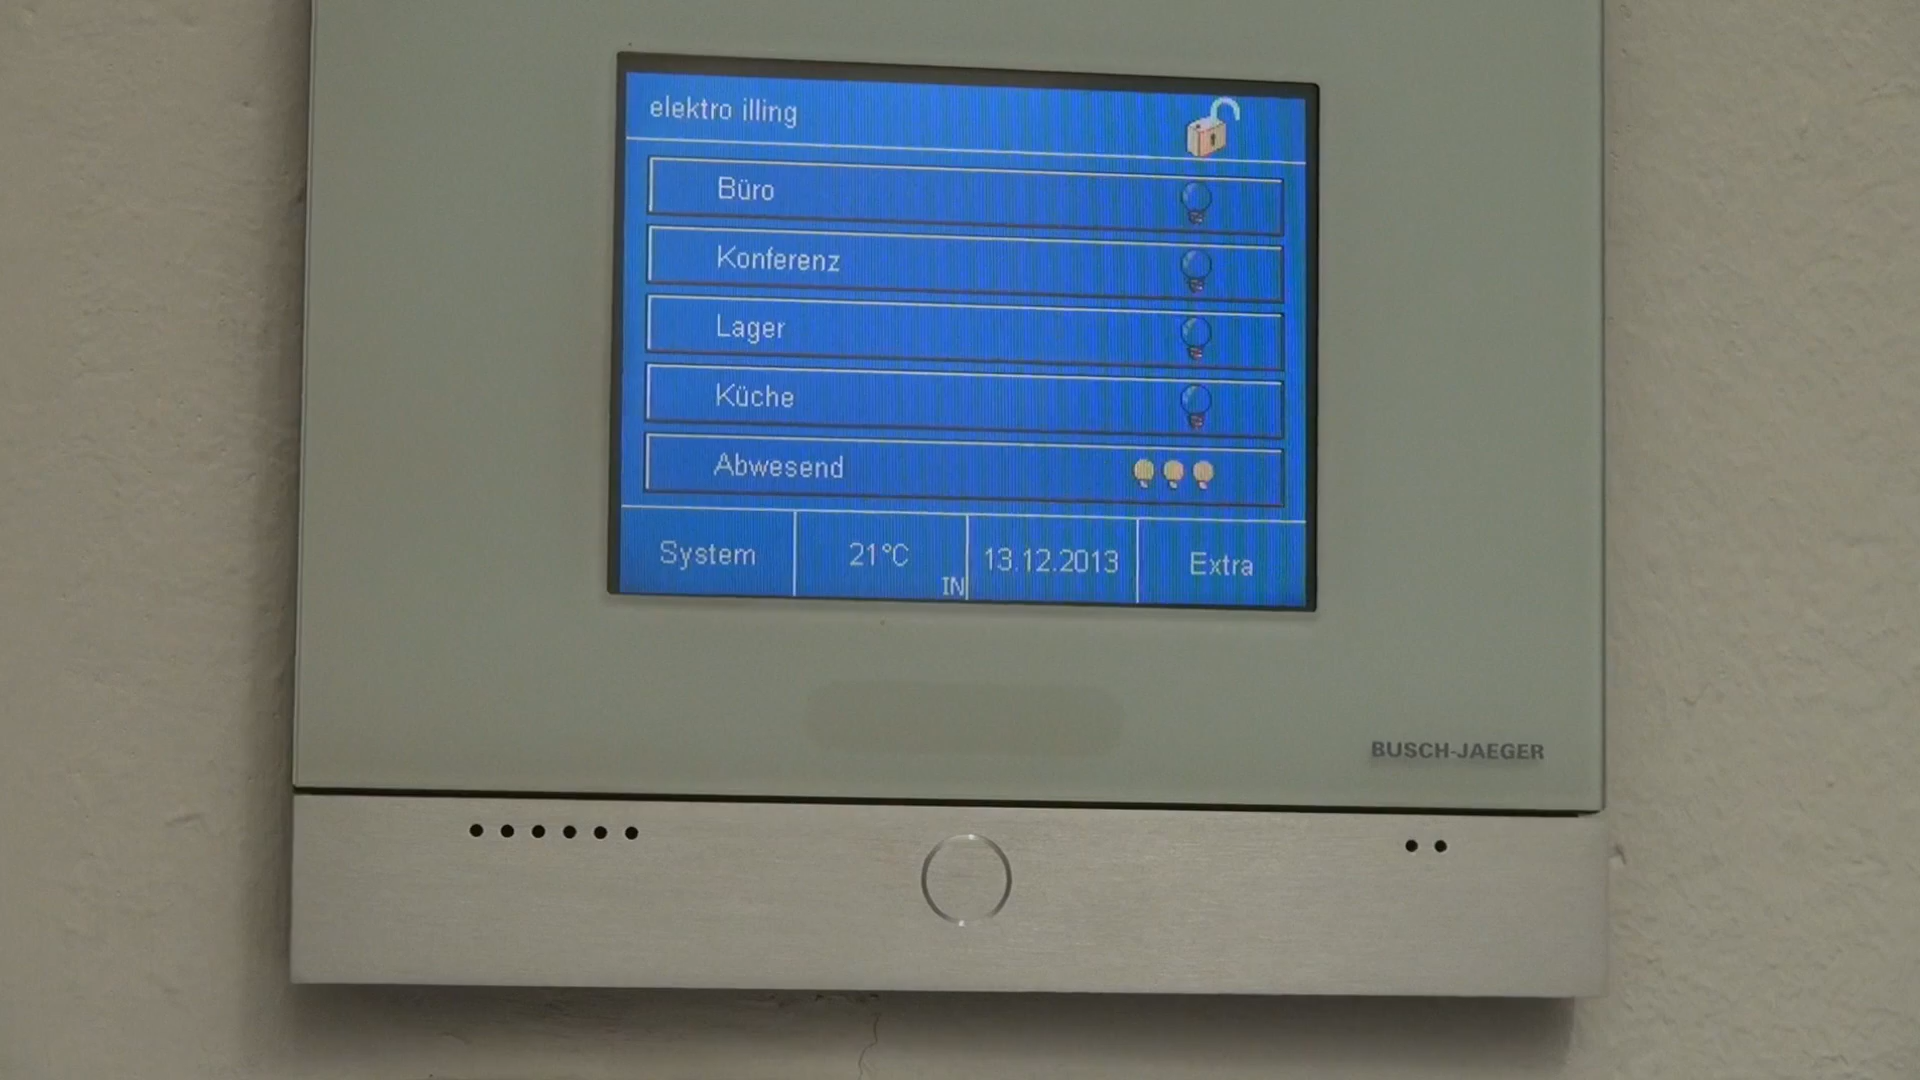 elektro illing
Büro
Konferenz
Lager
Küche
Abwesend
System
21°C
IN
13.12.2013
Extra
BUSCH-JAEGER